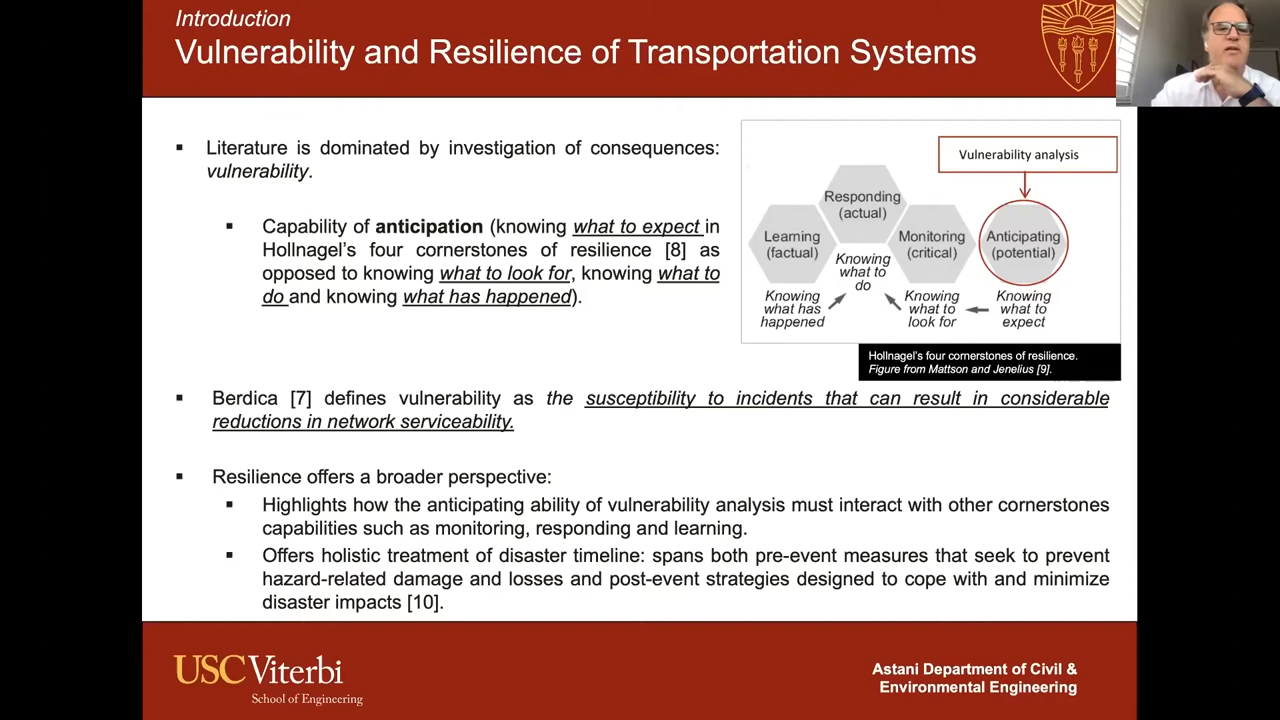 Introduction
Vulnerability and Resilience of Transportation Systems
▪ Literature is dominated by investigation of consequences:
vulnerability.
▪ Capability of anticipation (knowing what to expect in
Hollnagel's four cornerstones of resilience [8] as
opposed to knowing what to look for, knowing what to
do and knowing what has happened).
Vulnerability analysis
Responding
(actual)
Learning
(factual)
Monitoring
(critical)
Anticipating
(potential)
Knowing
what to
do
Knowing
what has
happened
Knowing
what to
look for
Knowing
what to
expect
Hollnagel's four cornerstones of resilience.
Figure from Mattson and Jenelius [9].
▪ Berdica [7] defines vulnerability as the susceptibility to incidents that can result in considerable
reductions in network serviceability.
▪ Resilience offers a broader perspective:
▪ Highlights how the anticipating ability of vulnerability analysis must interact with other cornerstones
capabilities such as monitoring, responding and learning.
▪ Offers holistic treatment of disaster timeline: spans both pre-event measures that seek to prevent
hazard-related damage and losses and post-event strategies designed to cope with and minimize
disaster impacts [10].
USC Viterbi
School of Engineering
Astani Department of Civil &
Environmental Engineering